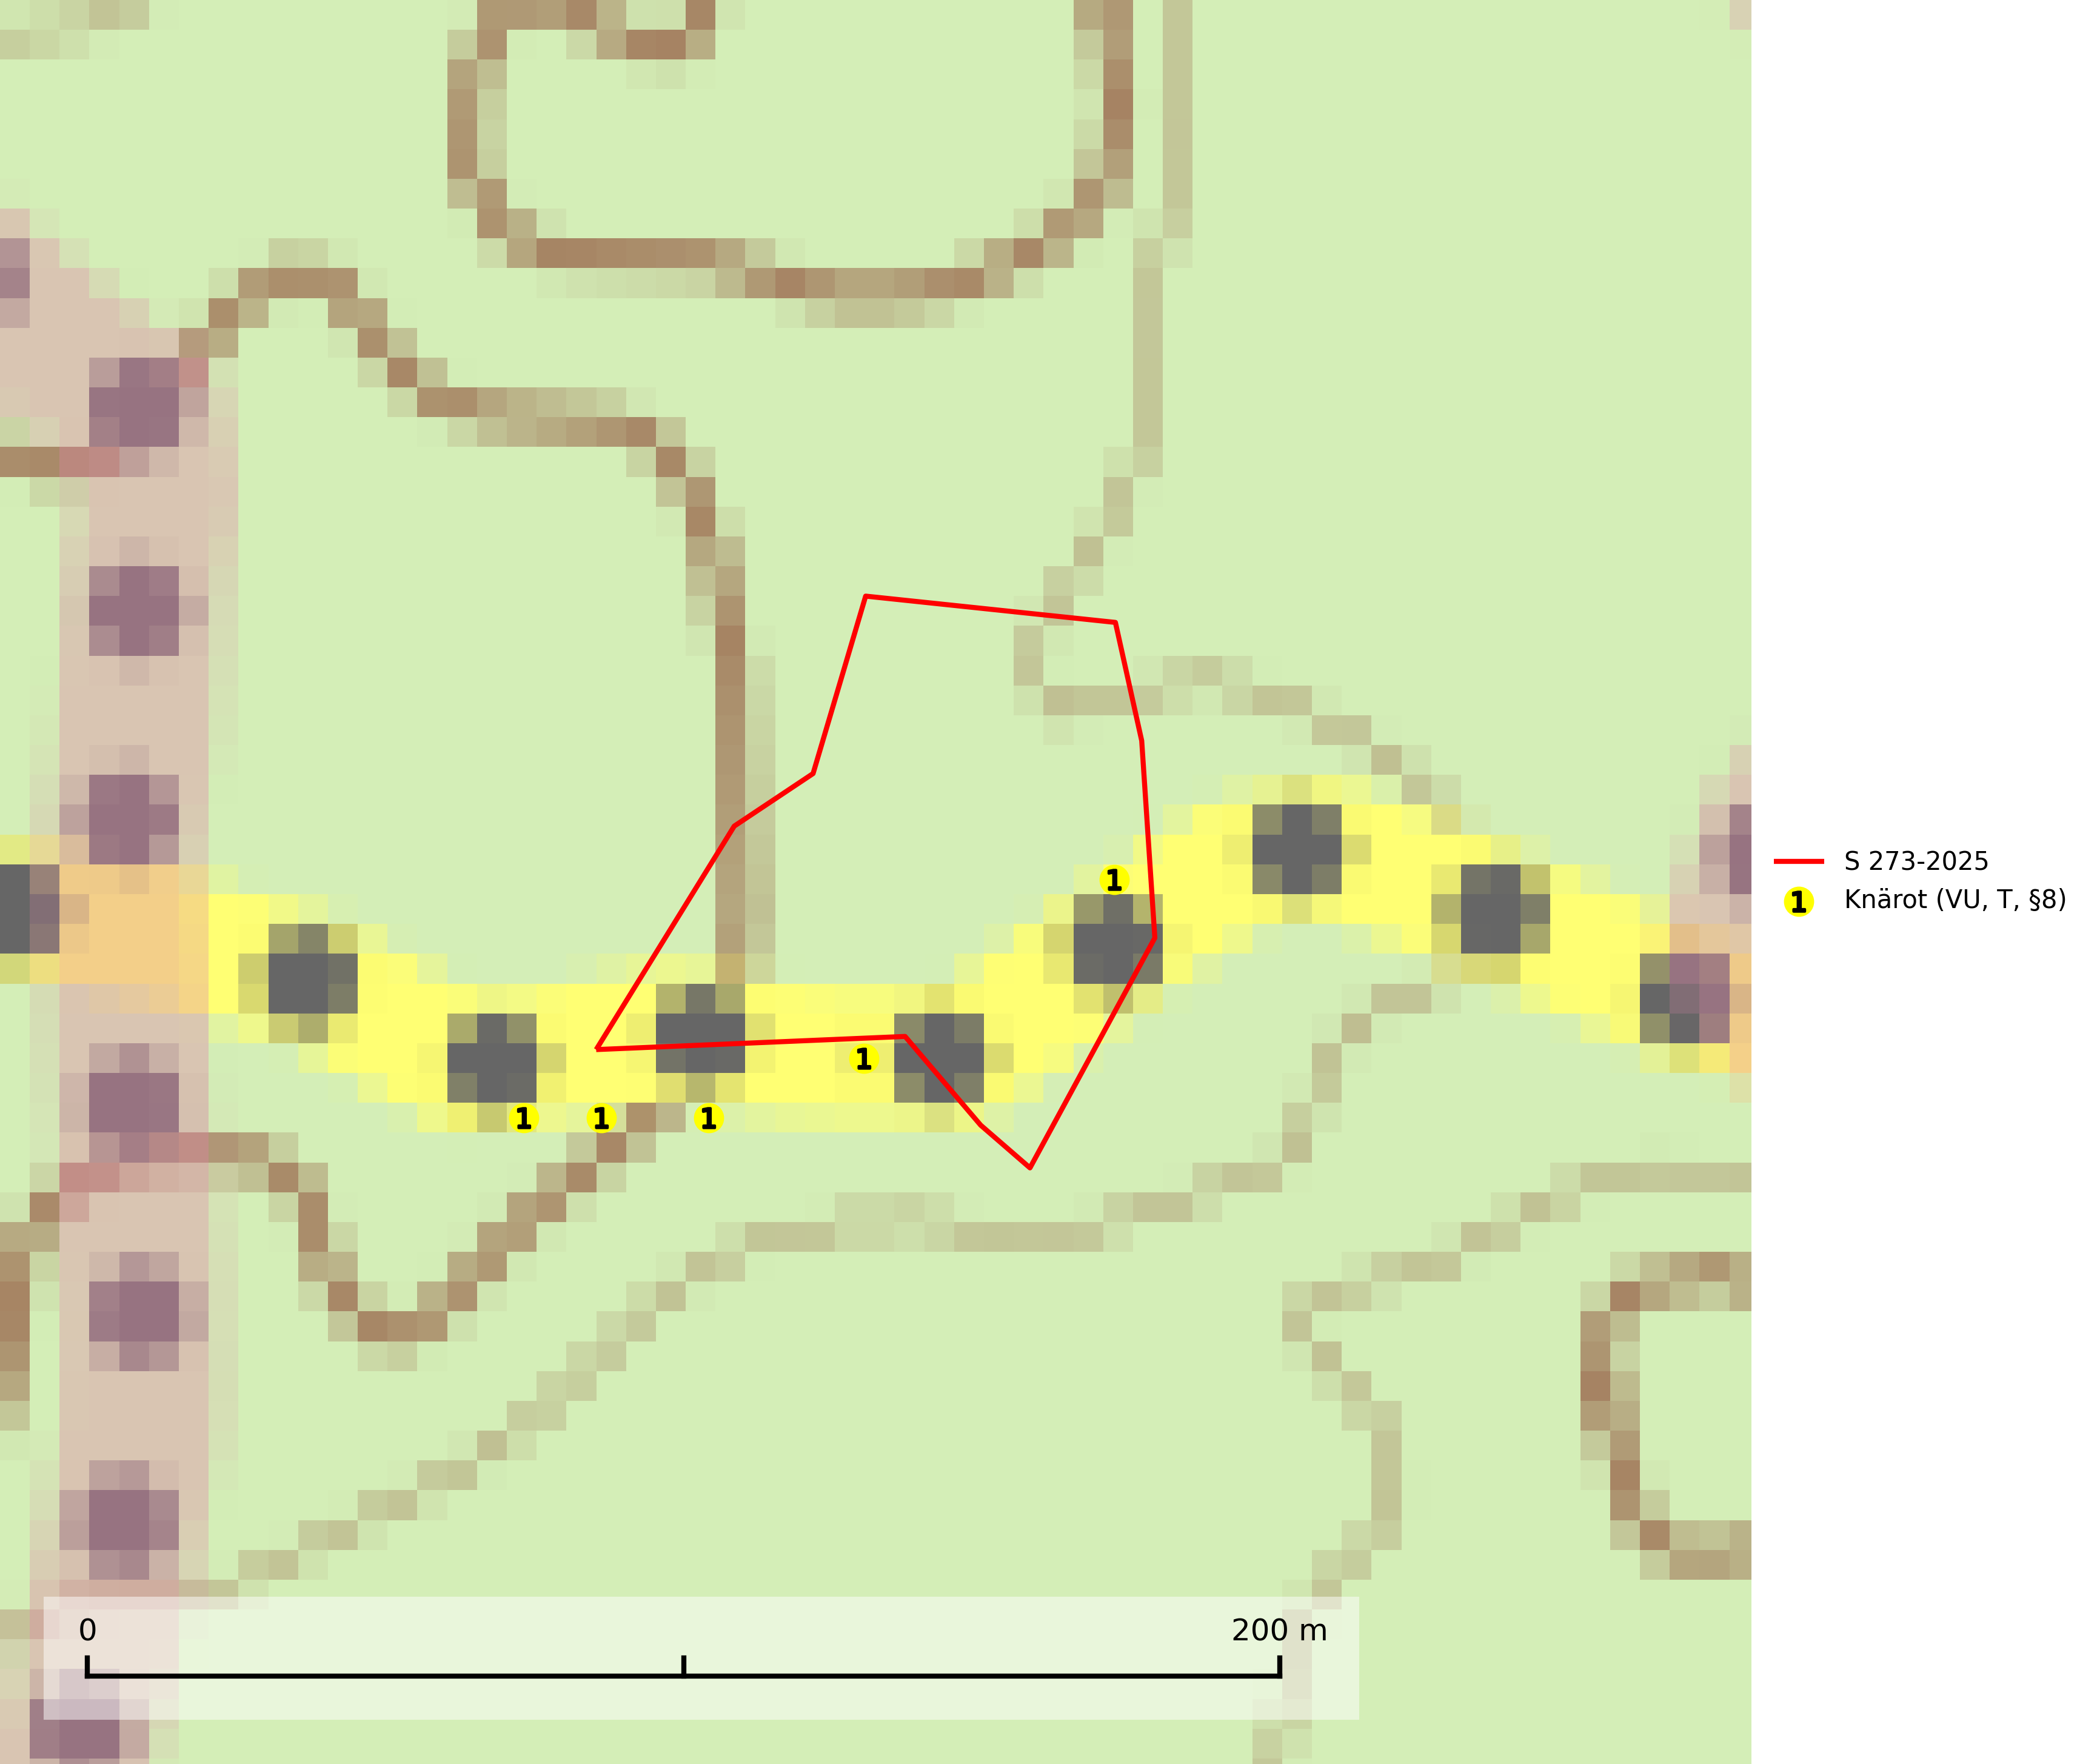 S 273-2025
1 Knärot (VU, T, §8)
1
1
1 1 1
0 200 m